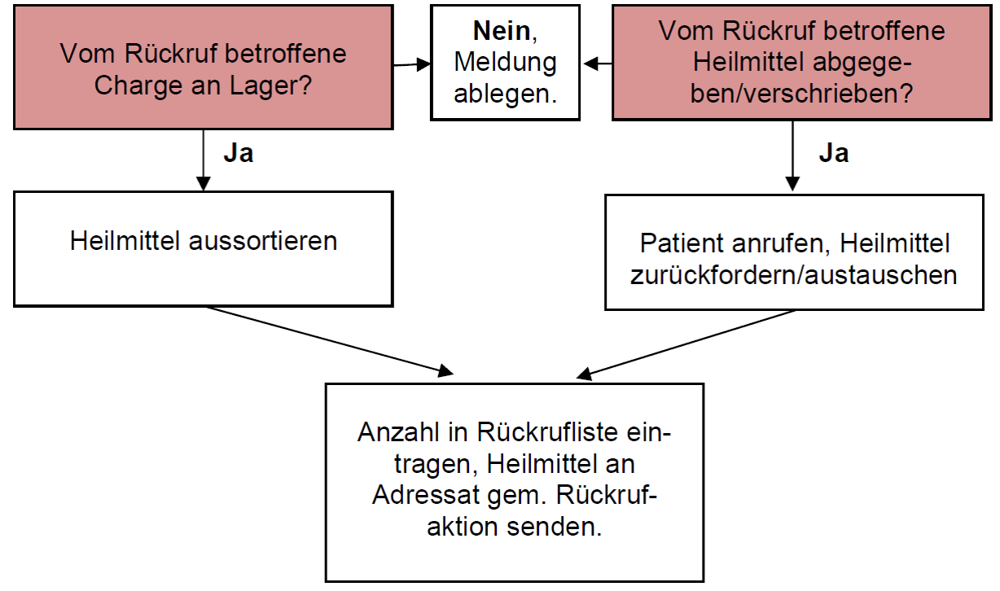 Vom Rückruf betroffene
Charge an Lager?
Nein,
Meldung
ablegen.
Vom Rückruf betroffene
Heilmittel abgege-
ben/verschrieben?
Ja
Ja
Heilmittel aussortieren
Patient anrufen, Heilmittel
zurückfordern/austauschen
Anzahl in Rückrufliste ein-
tragen, Heilmittel an
Adressat gem. Rückruf-
aktion senden.